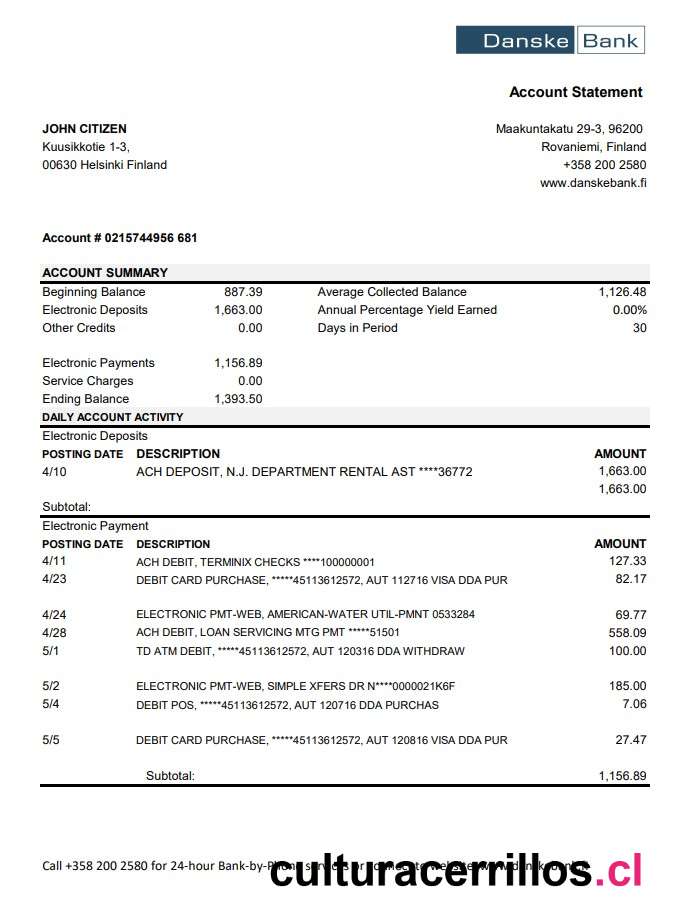 Danske Bank
Account Statement
JOHN CITIZEN Maakuntakatu 29-3, 96200
Kuusikkotie 1-3, Rovaniemi, Finland
00630 Helsinki Finland +358 200 2580
www.danskebank.fi
Account # 0215744956 681
ACCOUNT SUMMARY
Beginning Balance 887.39 Average Collected Balance 1,126.48
Electronic Deposits 1,663.00 Annual Percentage Yield Earned 0.00%
Other Credits 0.00 Days in Period 30
Electronic Payments 1,156.89
Service Charges 0.00
Ending Balance 1,393.50
DAILY ACCOUNT ACTIVITY
Electronic Deposits
POSTING DATE DESCRIPTION AMOUNT
4/10 ACH DEPOSIT, N.J. DEPARTMENT RENTAL AST ****36772 1,663.00
1,663.00
Subtotal:
Electronic Payment
POSTING DATE DESCRIPTION AMOUNT
4/11 ACH DEBIT, TERMINIX CHECKS ****100000001 127.33
4/23 DEBIT CARD PURCHASE, *****45113612572, AUT 112716 VISA DDA PUR 82.17
4/24 ELECTRONIC PMT-WEB, AMERICAN-WATER UTIL-PMNT 0533284 69.77
4/28 ACH DEBIT, LOAN SERVICING MTG PMT *****51501 558.09
5/1 TD ATM DEBIT, *****45113612572, AUT 120316 DDA WITHDRAW 100.00
5/2 ELECTRONIC PMT-WEB, SIMPLE XFERS DR N****0000021K6F 185.00
5/4 DEBIT POS, *****45113612572, AUT 120716 DDA PURCHAS 7.06
5/5 DEBIT CARD PURCHASE, *****45113612572, AUT 120816 VISA DDA PUR 27.47
Subtotal: 1,156.89
Call +358 200 2580 for 24-hour Bank-by-Phone services or
culturacerrillos.cl